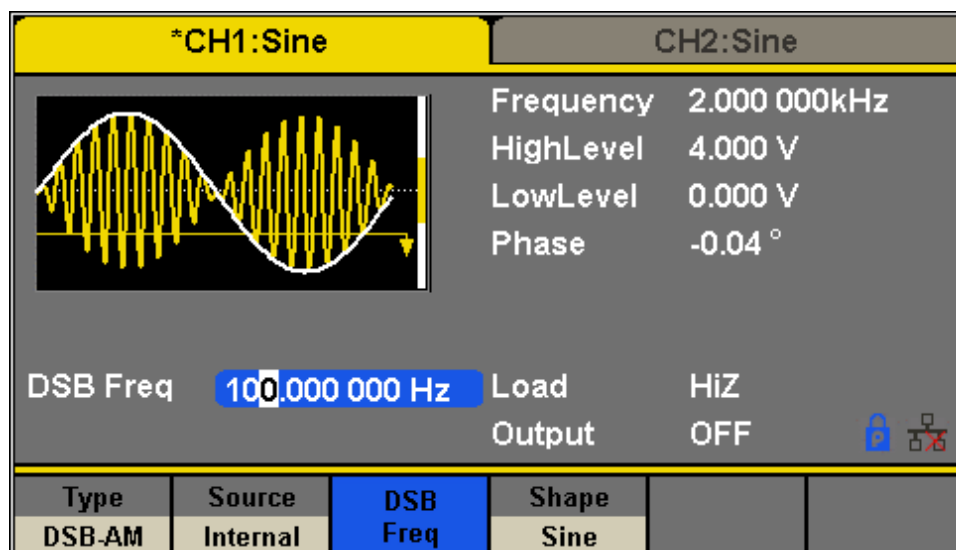 *CH1:Sine CH2:Sine
Frequency 2.000 000kHz
HighLevel 4.000 V
LowLevel 0.000 V
Phase -0.04 °
DSB Freq 100.000 000 Hz Load HiZ
Output OFF P
Type Source DSB Freq Shape
DSB-AM Internal Sine